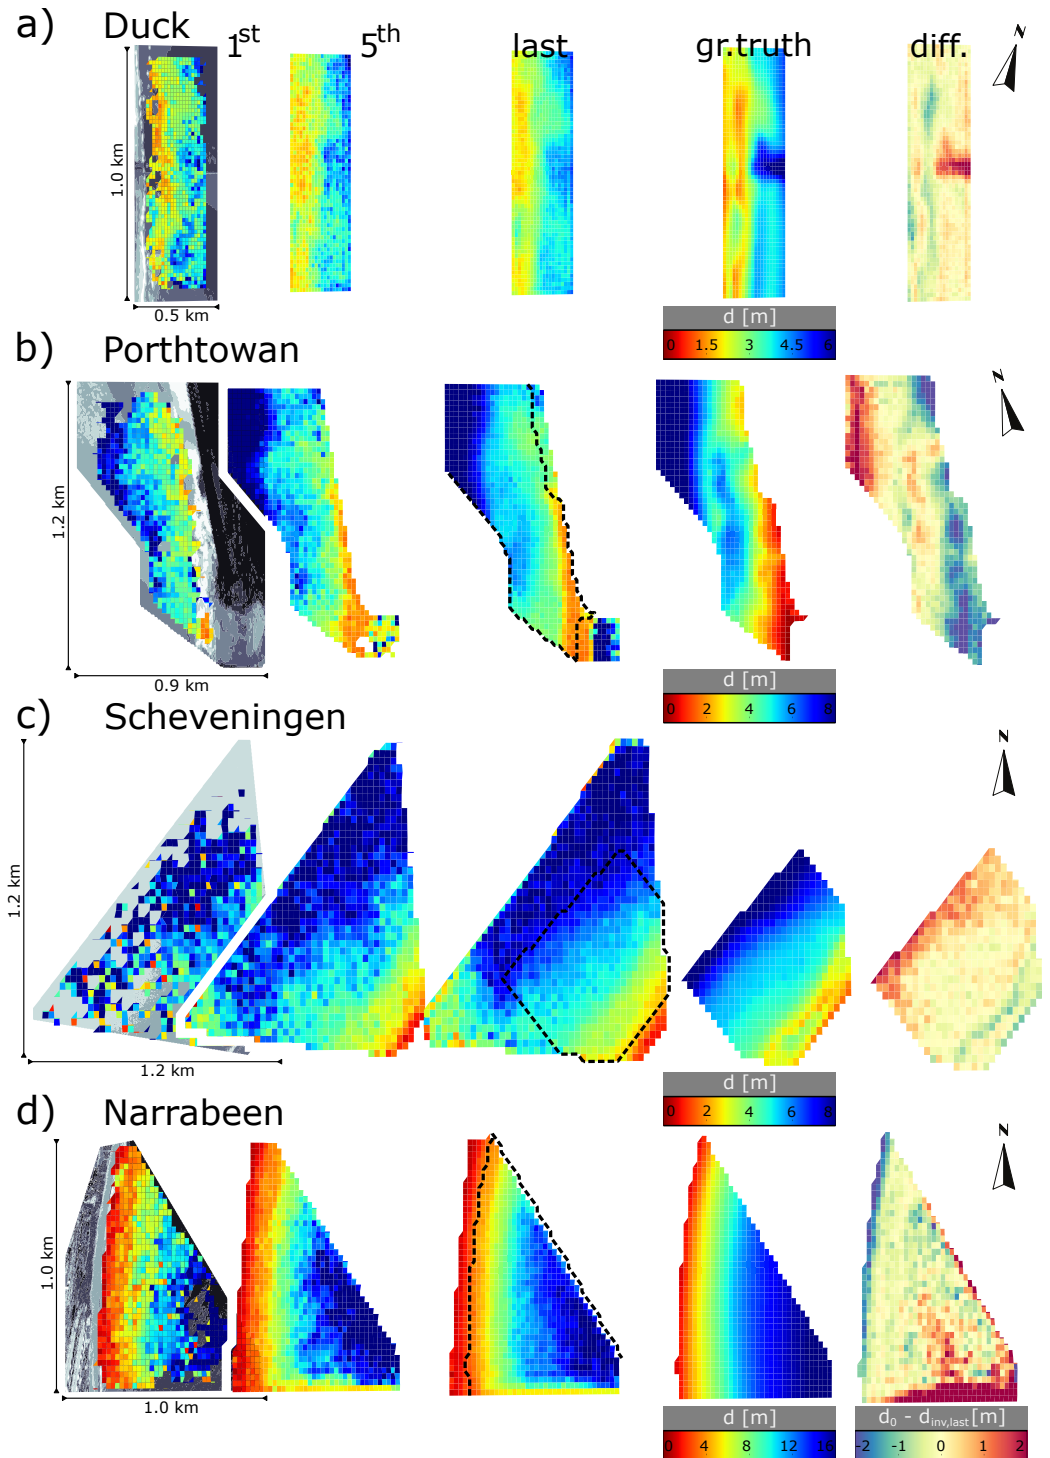 a) Duck
1st 5th last gr.truth diff. N
1.0 km
0.5 km
d [m]
0 1.5 3 4.5 6
b) Porthtowan
N
1.2 km
0.9 km
d [m]
0 2 4 6 8
c) Scheveningen
N
1.2 km
1.2 km
d [m]
0 2 4 6 8
d) Narrabeen
N
1.0 km
1.0 km
d [m]
0 4 8 12 16
d0 - dinv,last [m]
-2 -1 0 1 2